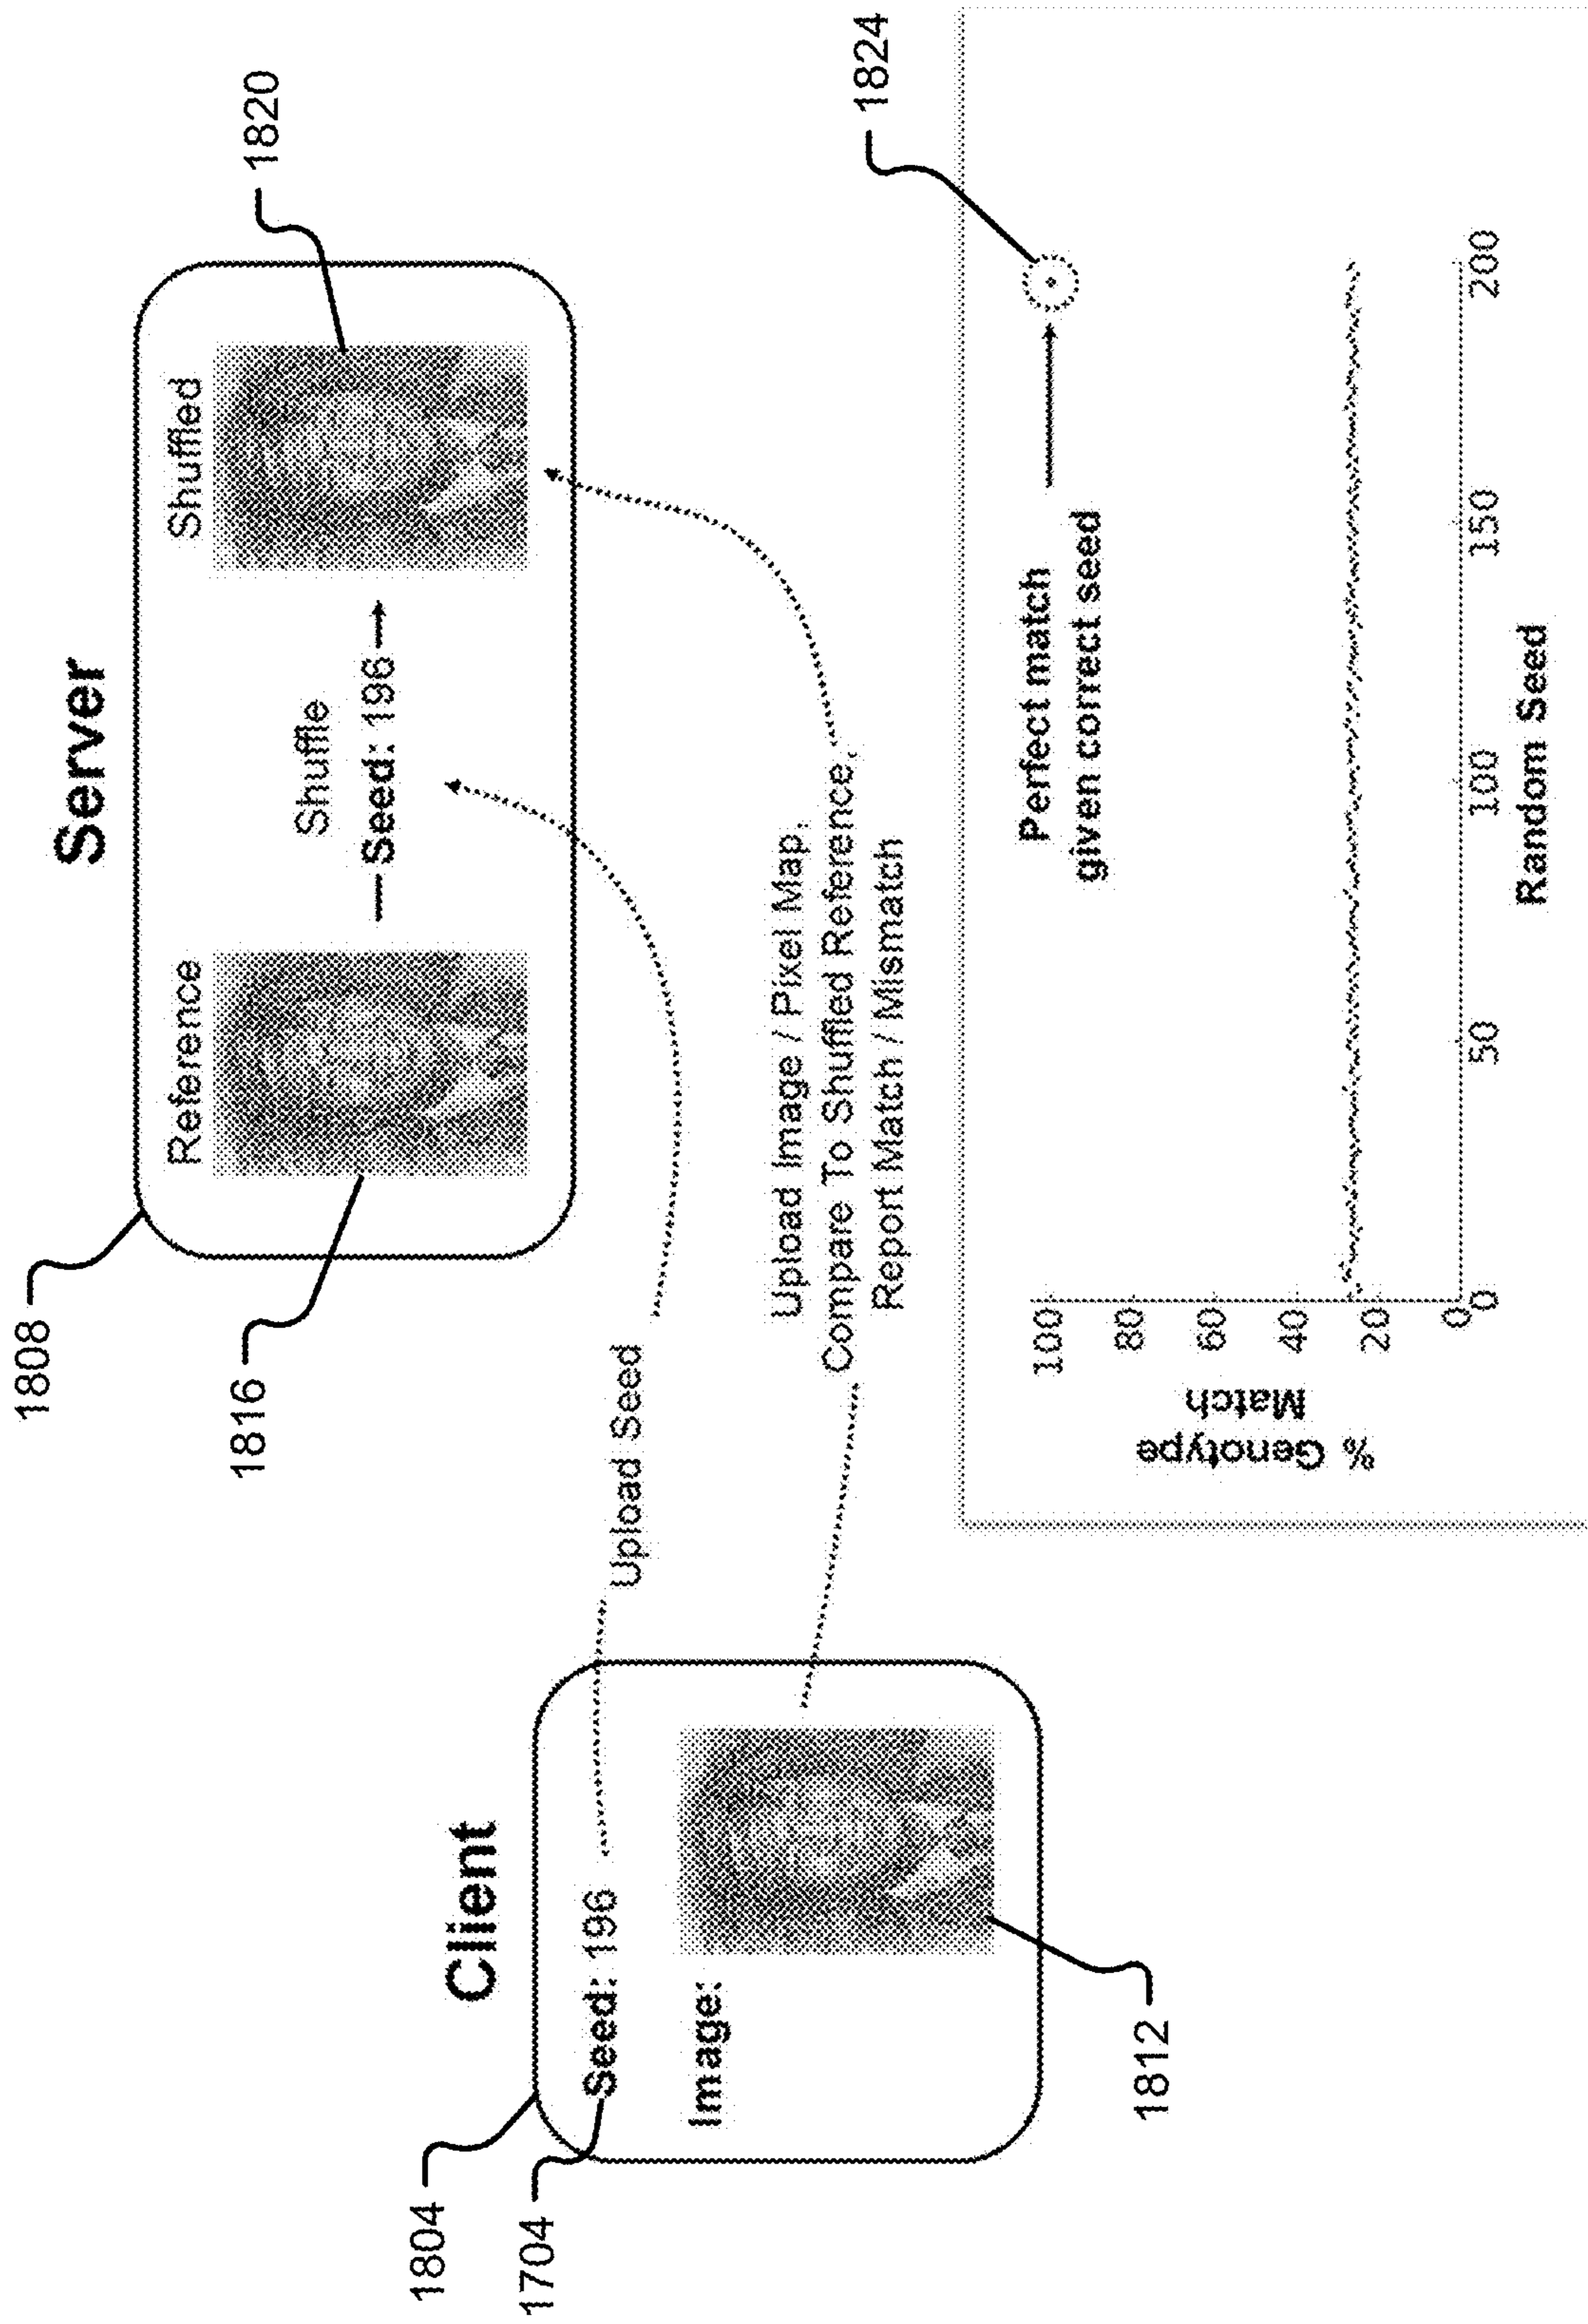 1808
Server
Reference
Shuffle
Shuffled
Seed: 196
1816
1820
Client
1804
1704
Seed: 196
Image:
1812
Upload Seed
Upload Image / Pixel Map,
Compare To Shuffled Reference,
Report Match / Mismatch
1824
Perfect match
given correct seed
% Genotype
Match
100
80
60
40
20
0
0
50
100
150
200
Random Seed